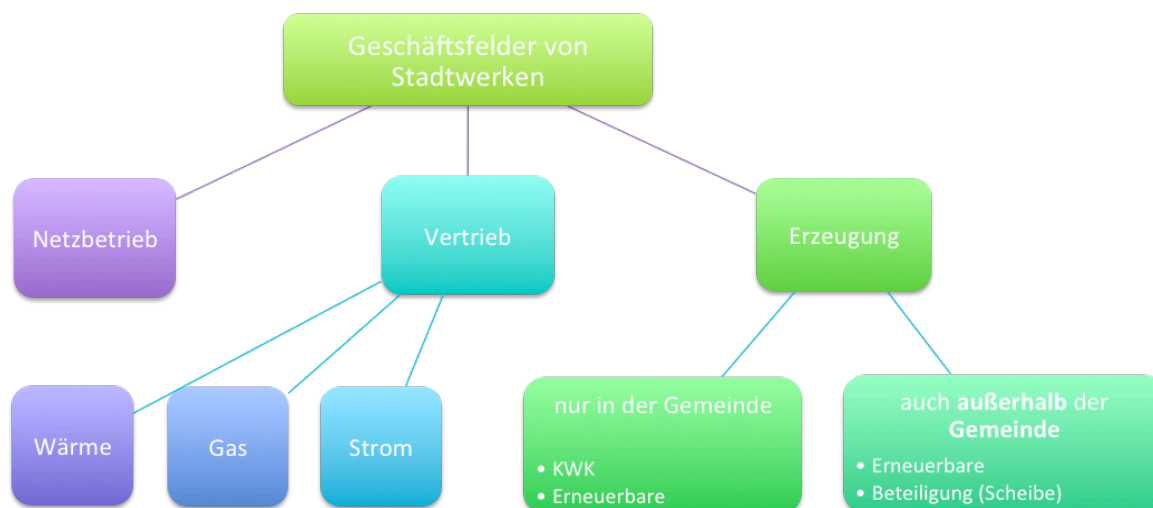 Geschäftsfelder von
Stadtwerken
Netzbetrieb
Vertrieb
Erzeugung
Wärme
Gas
Strom
nur in der Gemeinde
• KWK
• Erneuerbare
auch außerhalb der
Gemeinde
• Erneuerbare
• Beteiligung (Scheibe)